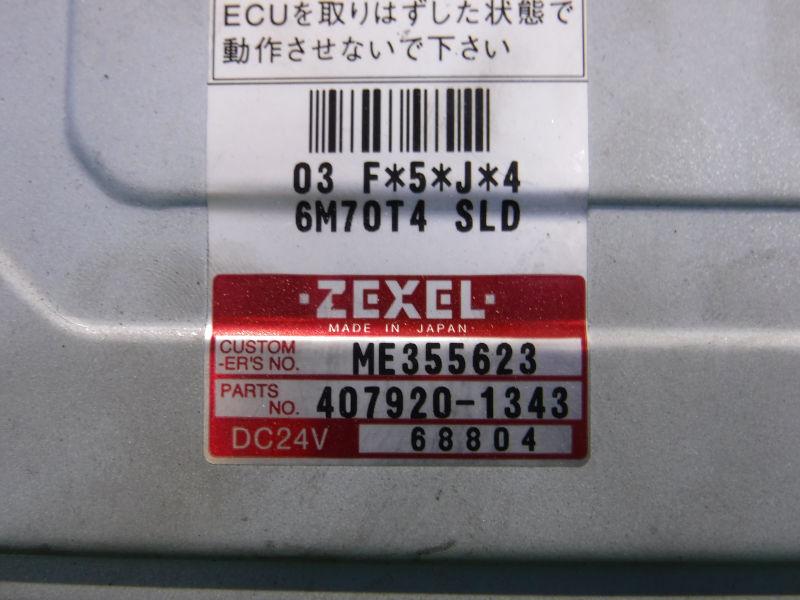 ECUを取りはずした状態で
動作させないで下さい
03 F*5*J*4
6M70T4 SLD
·ZEXEL·
MADE IN JAPAN
CUSTOM
-ER'S NO. ME355623
PARTS
NO. 407920-1343
DC24V 68804